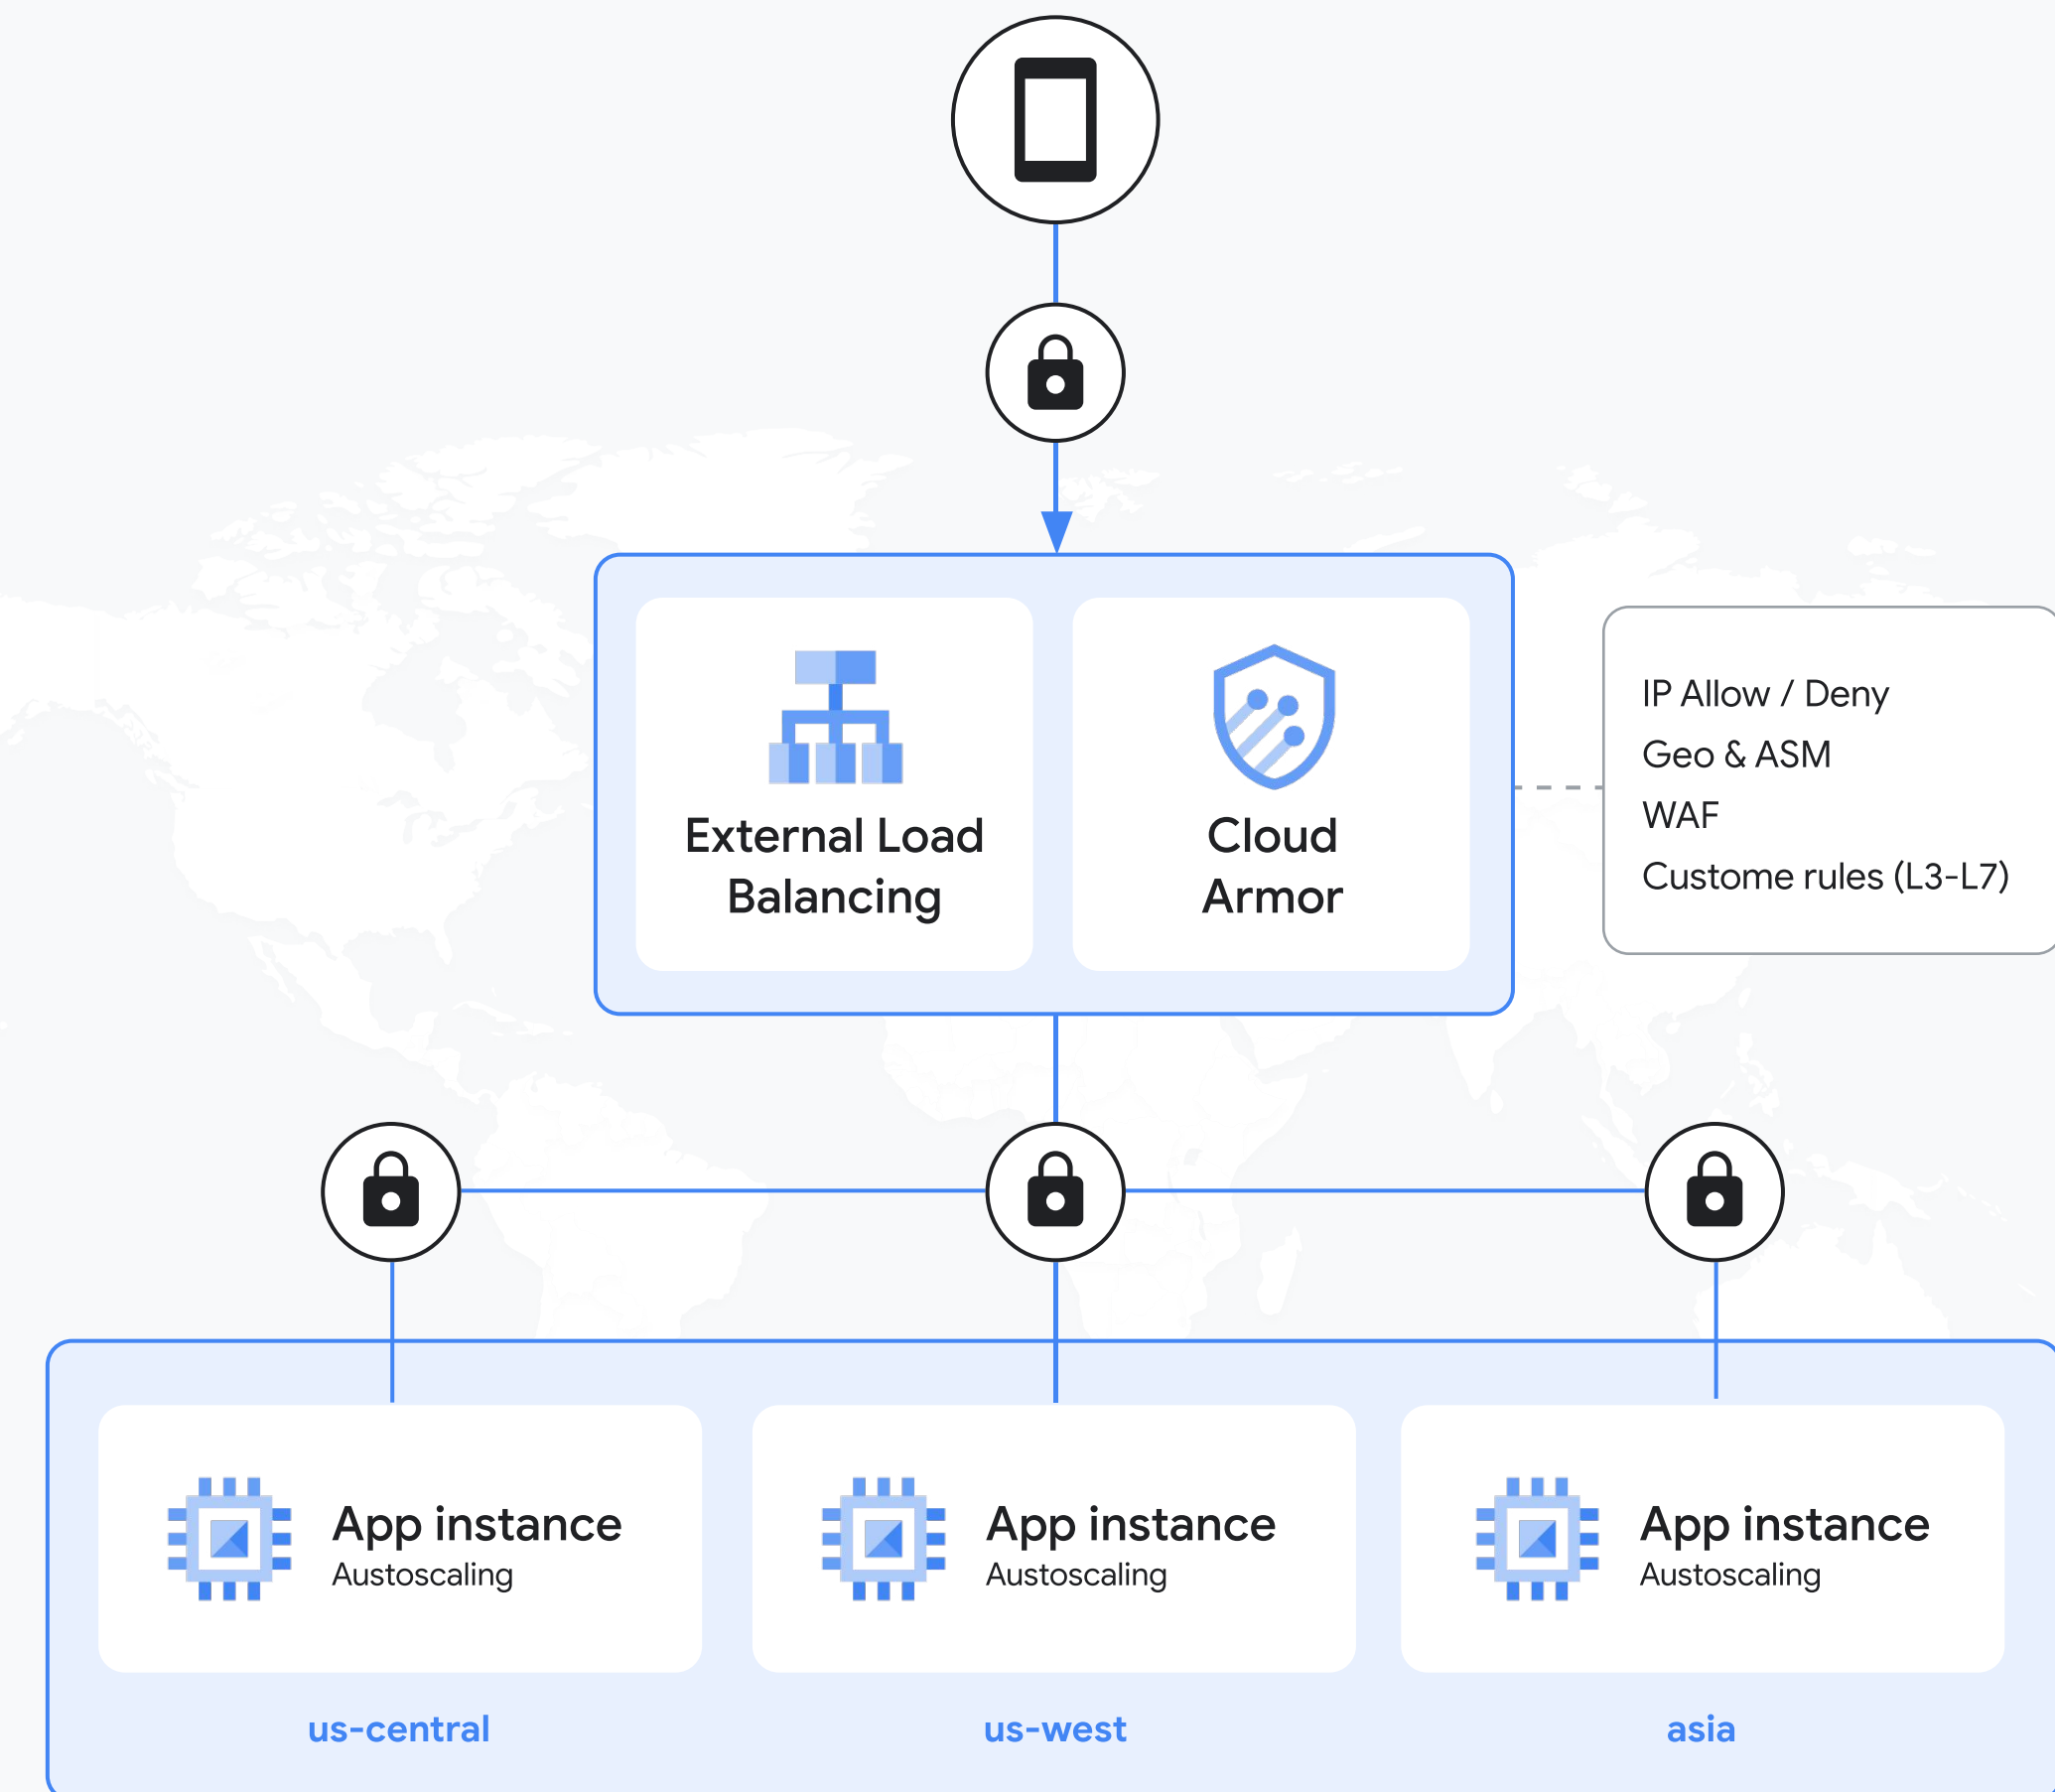 External Load
Balancing
Cloud
Armor
IP Allow / Deny
Geo & ASM
WAF
Custome rules (L3-L7)
App instance
Austoscaling
us-central
App instance
Austoscaling
us-west
App instance
Austoscaling
asia